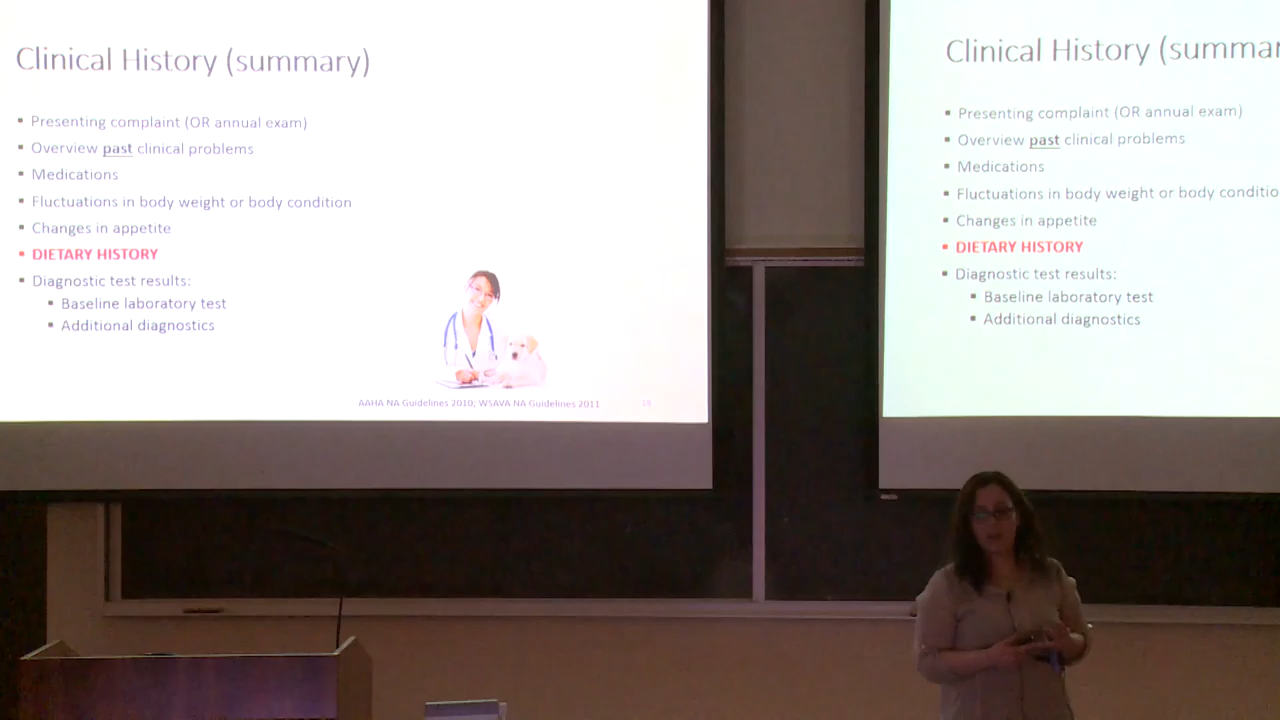 Clinical History (summary)
▪ Presenting complaint (OR annual exam)
▪ Overview past clinical problems
▪ Medications
▪ Fluctuations in body weight or body condition
▪ Changes in appetite
▪ DIETARY HISTORY
▪ Diagnostic test results:
▪ Baseline laboratory test
▪ Additional diagnostics
AAHA NA Guidelines 2010; WSAVA NA Guidelines 2011
Clinical History (summar
▪ Presenting complaint (OR annual exam)
▪ Overview past clinical problems
▪ Medications
▪ Fluctuations in body weight or body conditio
▪ Changes in appetite
▪ DIETARY HISTORY
▪ Diagnostic test results:
▪ Baseline laboratory test
▪ Additional diagnostics